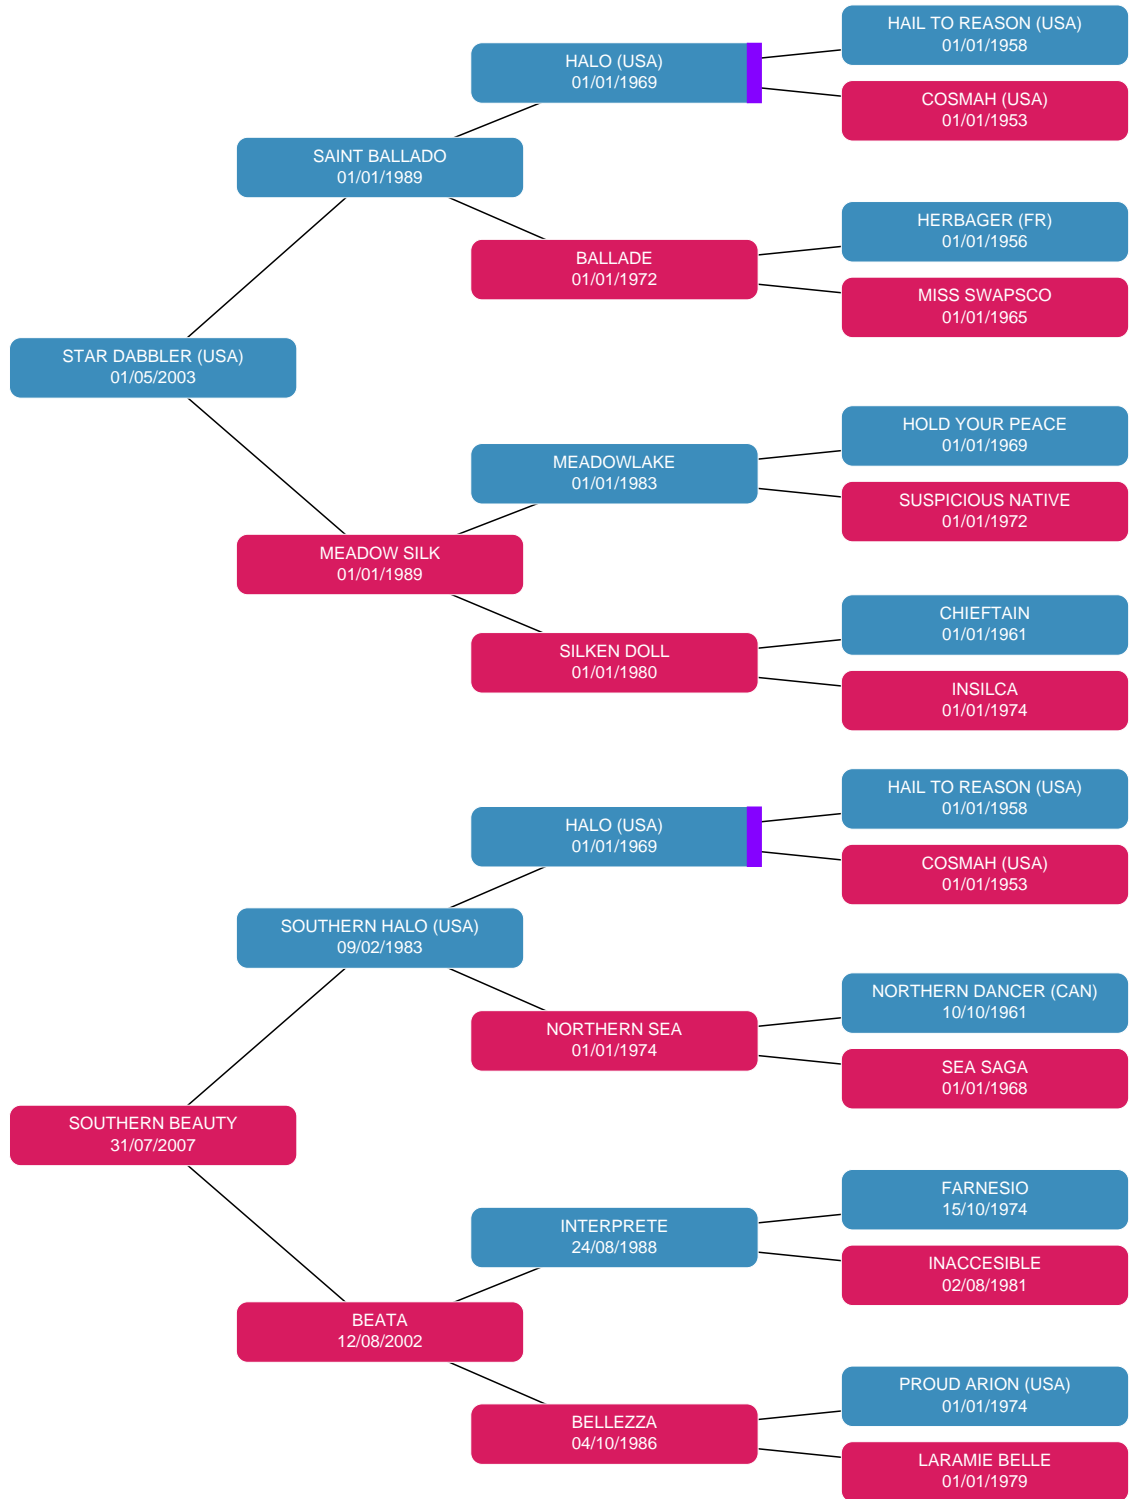 HAIL TO REASON (USA)
01/01/1958
HALO (USA)
01/01/1969
COSMAH (USA)
01/01/1953
SAINT BALLADO
01/01/1989
HERBAGER (FR)
01/01/1956
BALLADE
01/01/1972
MISS SWAPSCO
01/01/1965
STAR DABBLER (USA)
01/05/2003
HOLD YOUR PEACE
01/01/1969
MEADOWLAKE
01/01/1983
SUSPICIOUS NATIVE
01/01/1972
MEADOW SILK
01/01/1989
CHIEFTAIN
01/01/1961
SILKEN DOLL
01/01/1980
INSILCA
01/01/1974
HAIL TO REASON (USA)
01/01/1958
HALO (USA)
01/01/1969
COSMAH (USA)
01/01/1953
SOUTHERN HALO (USA)
09/02/1983
NORTHERN DANCER (CAN)
10/10/1961
NORTHERN SEA
01/01/1974
SEA SAGA
01/01/1968
SOUTHERN BEAUTY
31/07/2007
FARNESIO
15/10/1974
INTERPRETE
24/08/1988
INACCESIBLE
02/08/1981
BEATA
12/08/2002
PROUD ARION (USA)
01/01/1974
BELLEZZA
04/10/1986
LARAMIE BELLE
01/01/1979